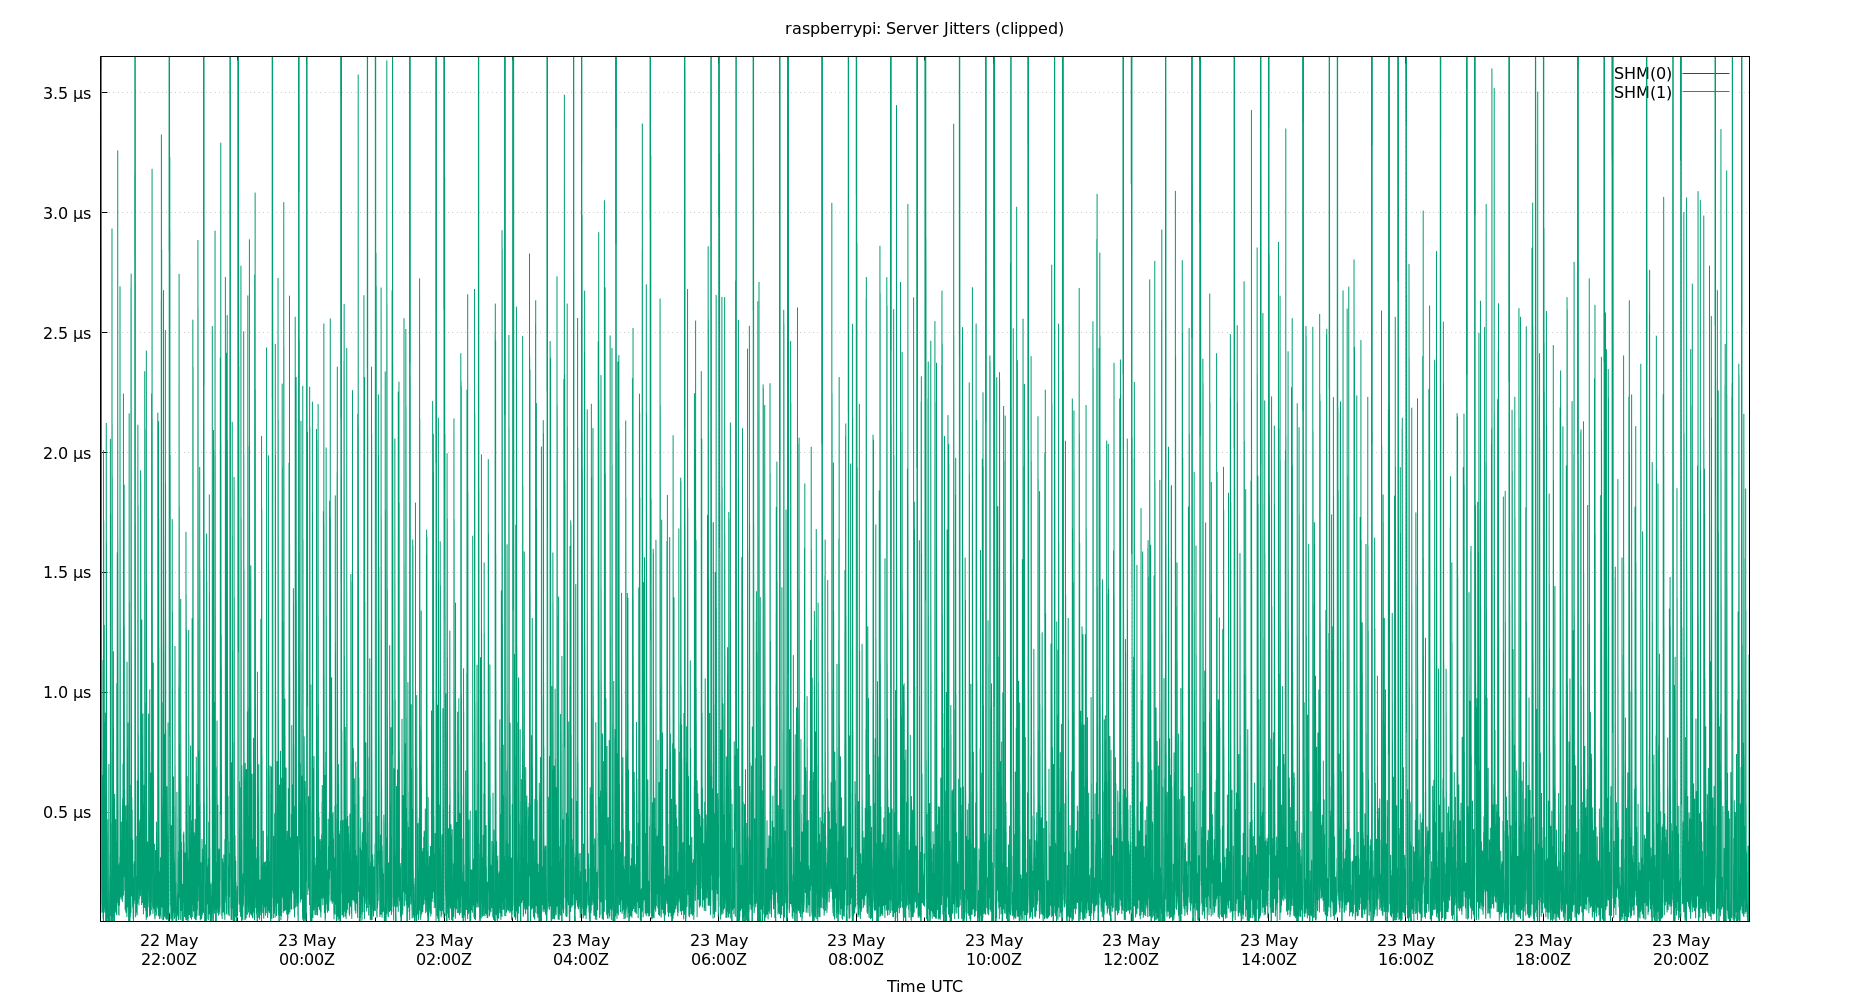 raspberrypi: Server Jitters (clipped)
SHM(0)
SHM(1)
3.5 µs
3.0 µs
2.5 µs
2.0 µs
1.5 µs
1.0 µs
0.5 µs
22 May 23 May 23 May 23 May 23 May 23 May 23 May 23 May 23 May 23 May 23 May 23 May
22:00Z 00:00Z 02:00Z 04:00Z 06:00Z 08:00Z 10:00Z 12:00Z 14:00Z 16:00Z 18:00Z 20:00Z
Time UTC